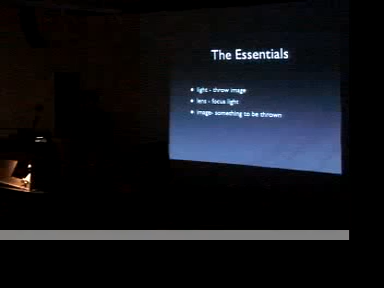 The Essentials
light - throw image
lens - focus light
image- something to be thrown